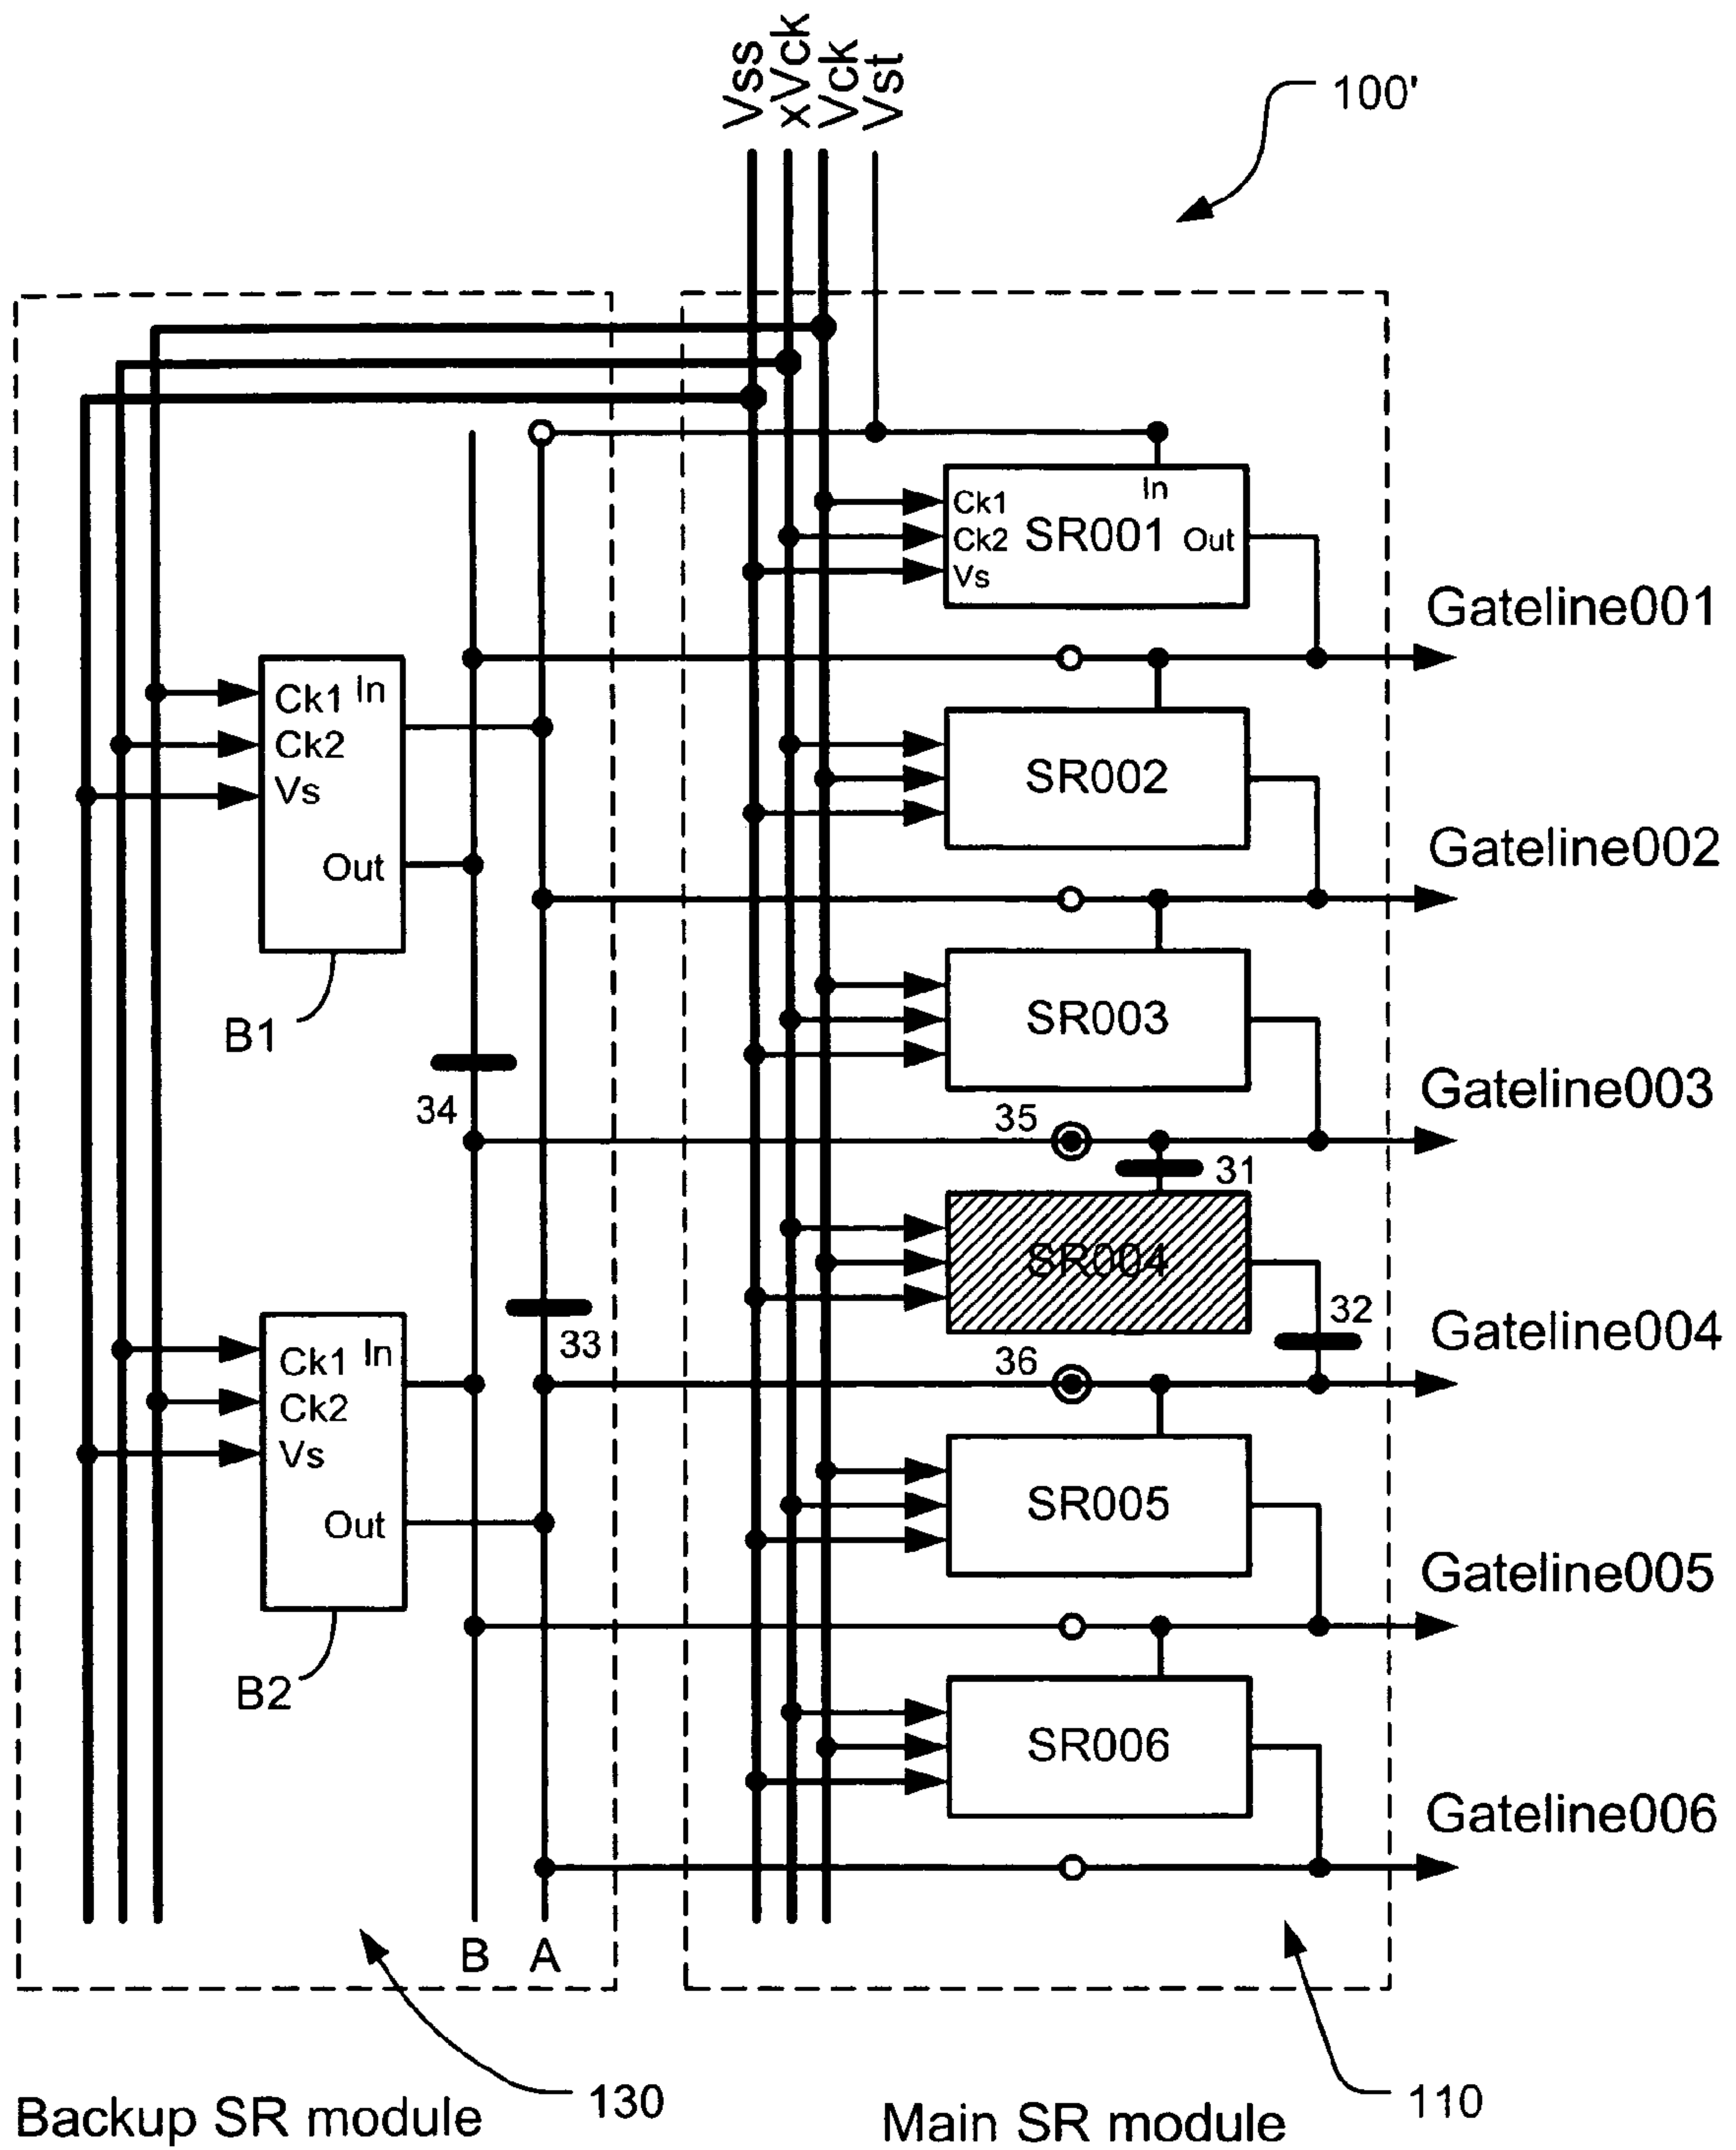 Vss
xVck
Vck
Vst
100'
In
Ck1
Ck2
SR001
Out
Vs
Gateline001
Ck1
In
Ck2
Vs
Out
B1
SR002
Gateline002
SR003
34
35
Gateline003
31
SR004
32
33
36
Gateline004
Ck1
In
Ck2
Vs
Out
B2
SR005
Gateline005
SR006
Gateline006
B
A
130
110
Backup SR module
Main SR module